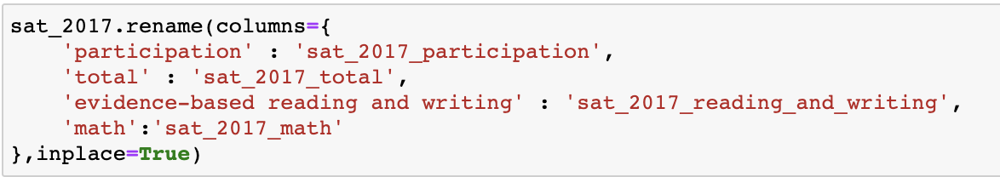 sat_2017.rename(columns={
    'participation' : 'sat_2017_participation',
    'total' : 'sat_2017_total',
    'evidence-based reading and writing' : 'sat_2017_reading_and_writing',
    'math':'sat_2017_math'
},inplace=True)